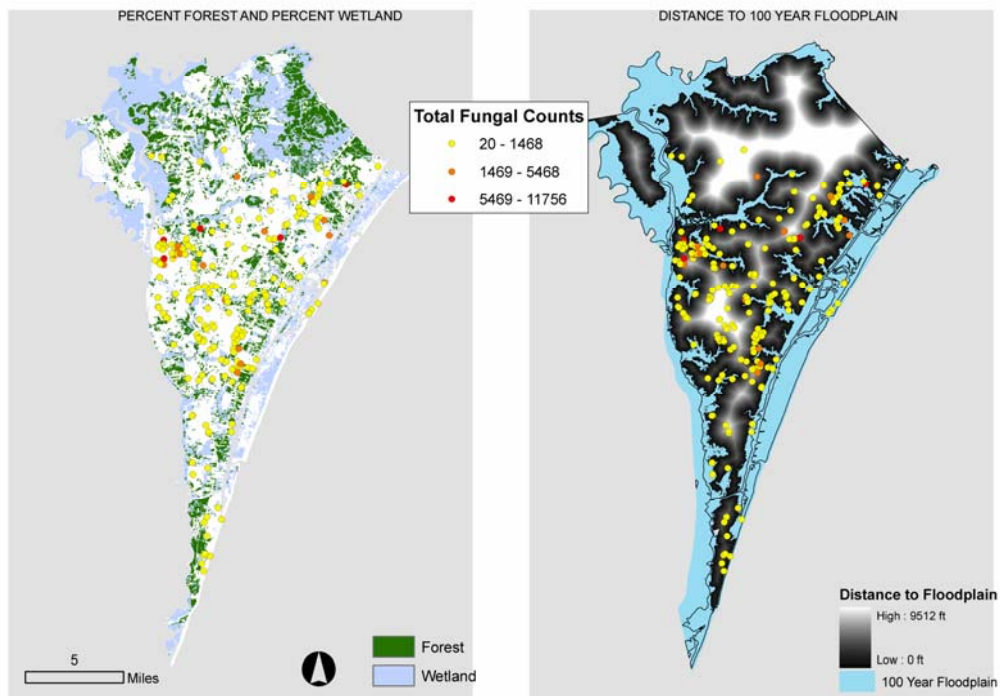 PERCENT FOREST AND PERCENT WETLAND
DISTANCE TO 100 YEAR FLOODPLAIN
Total Fungal Counts
20 - 1468
1469 - 5468
5469 - 11756
5
Miles
Forest
Wetland
Distance to Floodplain
High : 9512 ft
Low : 0 ft
100 Year Floodplain